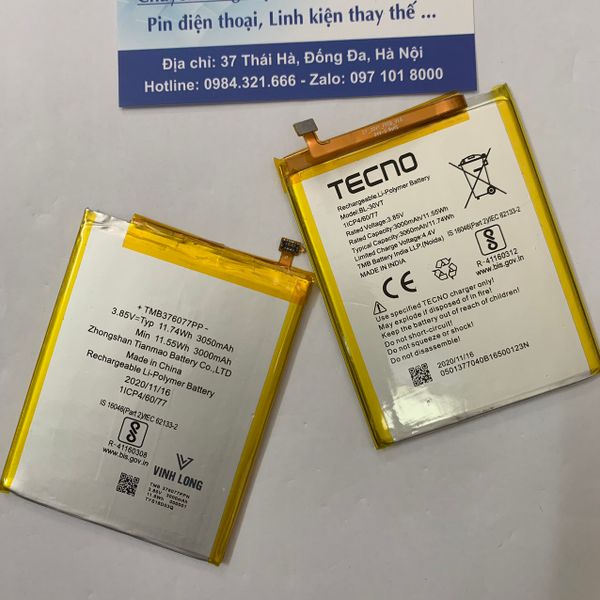 Pin điện thoại, Linh kiện thay thế ...
Địa chỉ: 37 Thái Hà, Đống Đa, Hà Nội
Hotline: 0984.321.666 - Zalo: 097 101 8000
TECNO
Rechargeable Li-Polymer Battery
Model:BL-30VT
1ICP4/60/77
Rated Voltage:3.85V
Rated Capacity:3000mAh/11.55Wh
Typical Capacity:3050mAh/11.74Wh
Limited Charge Voltage:4.4V
TMB Battery India LLP (Noida)
MADE IN INDIA
IS 16046(Part 2)/IEC 62133-2
R-41160312
www.bis.gov.in
CE
Use specified TECNO charger only.
May explode if disposed of in fire.
Keep the battery out of reach of children!
Do not short-circuit!
Do not squeeze or shock!
Do not disassemble!
2020/11/16
0501377040B16500123N
+ TMB376077PP -
3.85V=Typ 11.74Wh 3050mAh
Min 11.55Wh 3000mAh
Zhongshan Tianmao Battery Co.,LTD
Made in China
Rechargeable Li-Polymer Battery
2020/11/16
1ICP4/60/77
IS 16046(Part 2)/IEC 62133-2
R-41160308
www.bis.gov.in
VINH LONG
TMB 376077PPN